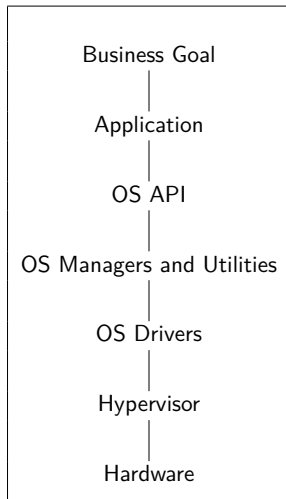 Business Goal
Application
OS API
OS Managers and Utilities
OS Drivers
Hypervisor
Hardware